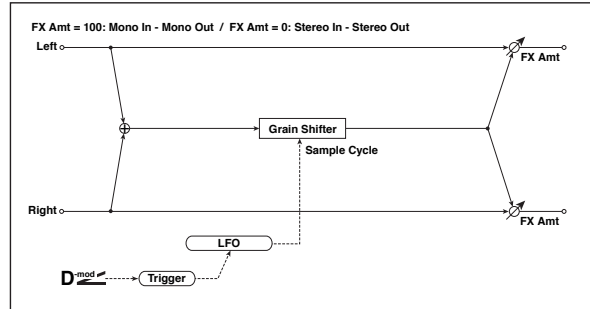 FX Amt = 100: Mono In - Mono Out / FX Amt = 0: Stereo In - Stereo Out
Left
FX Amt
Grain Shifter
Sample Cycle
Right
FX Amt
LFO
D-mod
Trigger